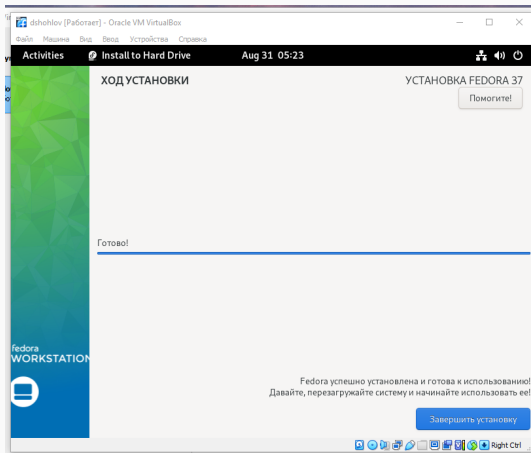 dshohlov [Работает] - Oracle VM VirtualBox
Файл Машина Вид Ввод Устройства Справка
Activities Install to Hard Drive Aug 31 05:23
ХОД УСТАНОВКИ
УСТАНОВКА FEDORA 37
Помогите!
Готово!
fedora
WORKSTATION
Fedora успешно установлена и готова к использованию!
Давайте, перезагружайте систему и начинайте использовать ее!
Завершить установку
Right Ctrl